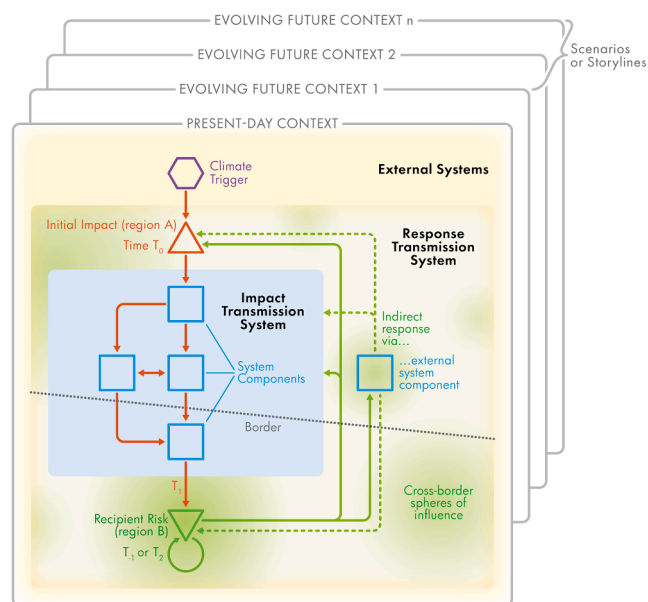 EVOLVING FUTURE CONTEXT n
EVOLVING FUTURE CONTEXT 2
Scenarios
or Storylines
EVOLVING FUTURE CONTEXT 1
PRESENT-DAY CONTEXT
Climate
Trigger
External Systems
Initial Impact (region A)
Time T0
Response
Transmission
System
Impact
Transmission
System
Indirect
response
via...
...external
system
component
System
Components
Border
T1
Recipient Risk
(region B)
T-1 or T2
Cross-border
spheres of
influence